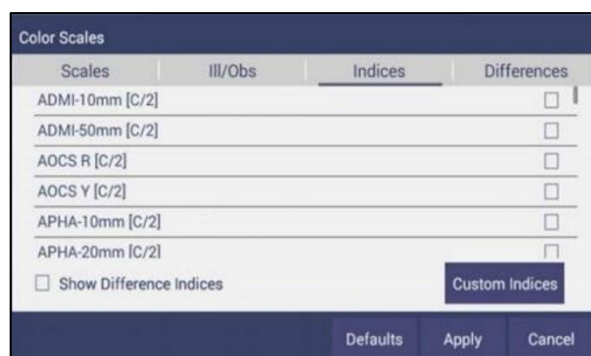 Color Scales
Scales Ill/Obs Indices Differences
ADMI-10mm [C/2]
ADMI-50mm [C/2]
AOCS R [C/2]
AOCS Y [C/2]
APHA-10mm [C/2]
APHA-20mm [C/2]
Show Difference Indices Custom Indices
Defaults Apply Cancel